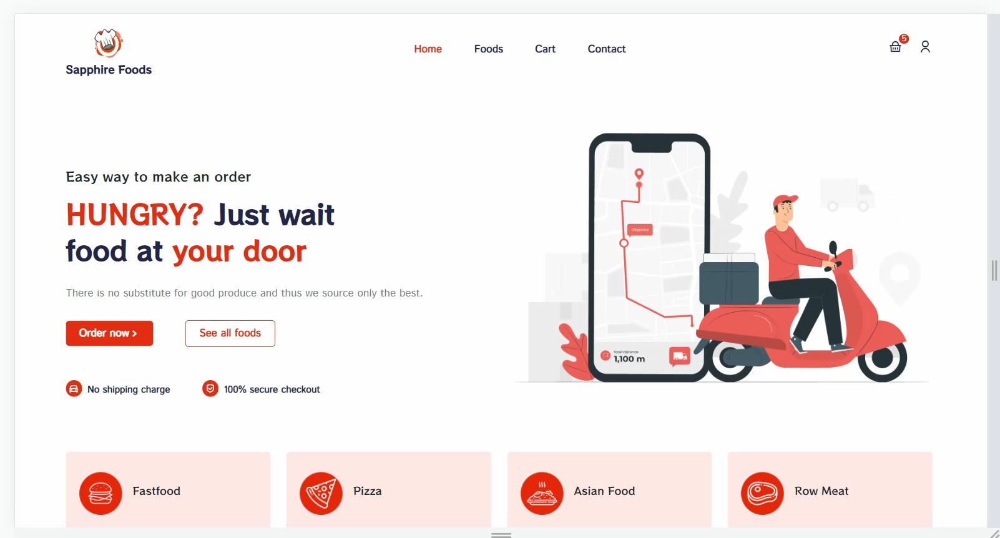 Sapphire Foods
Home
Foods
Cart
Contact
5
Easy way to make an order
HUNGRY? Just wait
food at your door
There is no substitute for good produce and thus we source only the best.
Order now >
See all foods
No shipping charge
100% secure checkout
Objective
Total distance
1,100 m
Fastfood
Pizza
Asian Food
Row Meat